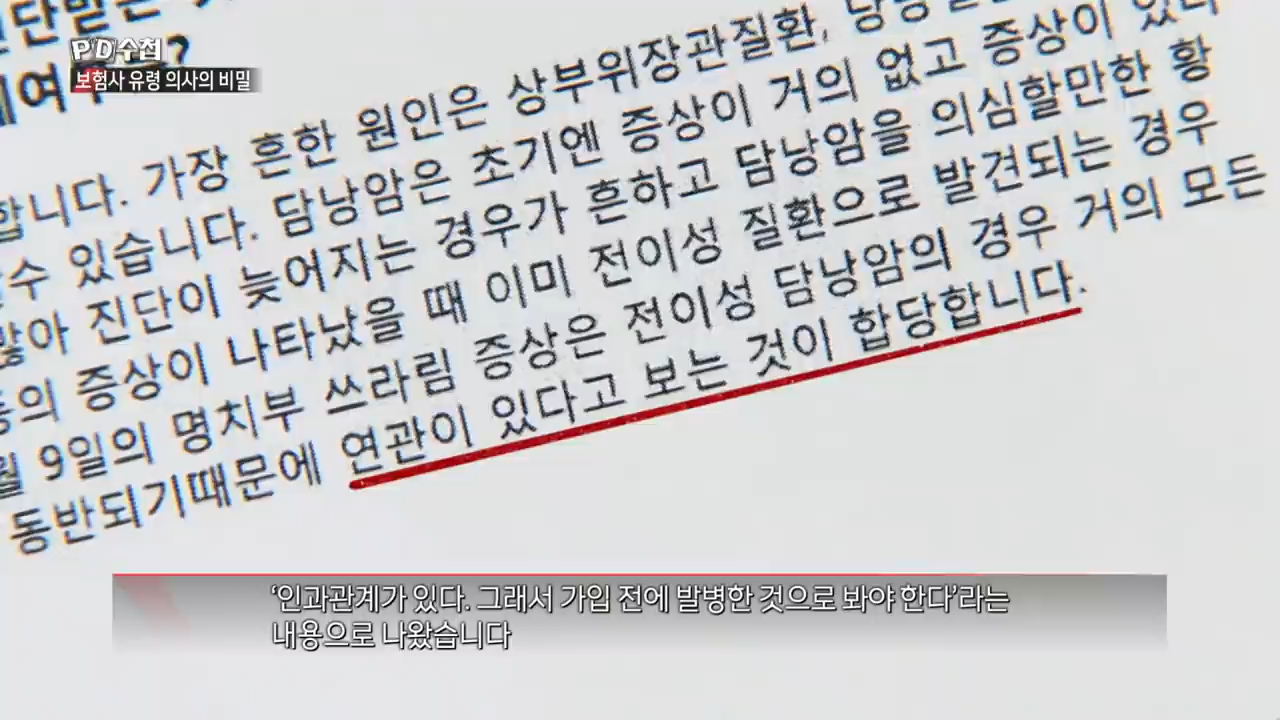 PD수첩
보험사 유령 의사의 비밀
합니다. 가장 흔한 원인은 상부위장관질환,
수 있습니다. 담낭암은 초기엔 증상이 거의 없고 증상이
많아 진단이 늦어지는 경우가 흔하고 담낭암을 의심할만한 황
등의 증상이 나타났을 때 이미 전이성 질환으로 발견되는 경우
월 9일의 명치부 쓰라림 증상은 전이성 담낭암의 경우 거의 모든
동반되기때문에 연관이 있다고 보는 것이 합당합니다.
'인과관계가 있다. 그래서 가입 전에 발병한 것으로 봐야 한다'라는
내용으로 나왔습니다